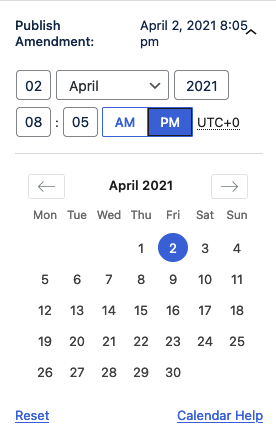 Publish Amendment: April 2, 2021 8:05 pm
02 April 2021
08 : 05 AM PM UTC+0
April 2021
Mon Tue Wed Thu Fri Sat Sun
1 2 3 4
5 6 7 8 9 10 11
12 13 14 15 16 17 18
19 20 21 22 23 24 25
26 27 28 29 30
Reset Calendar Help